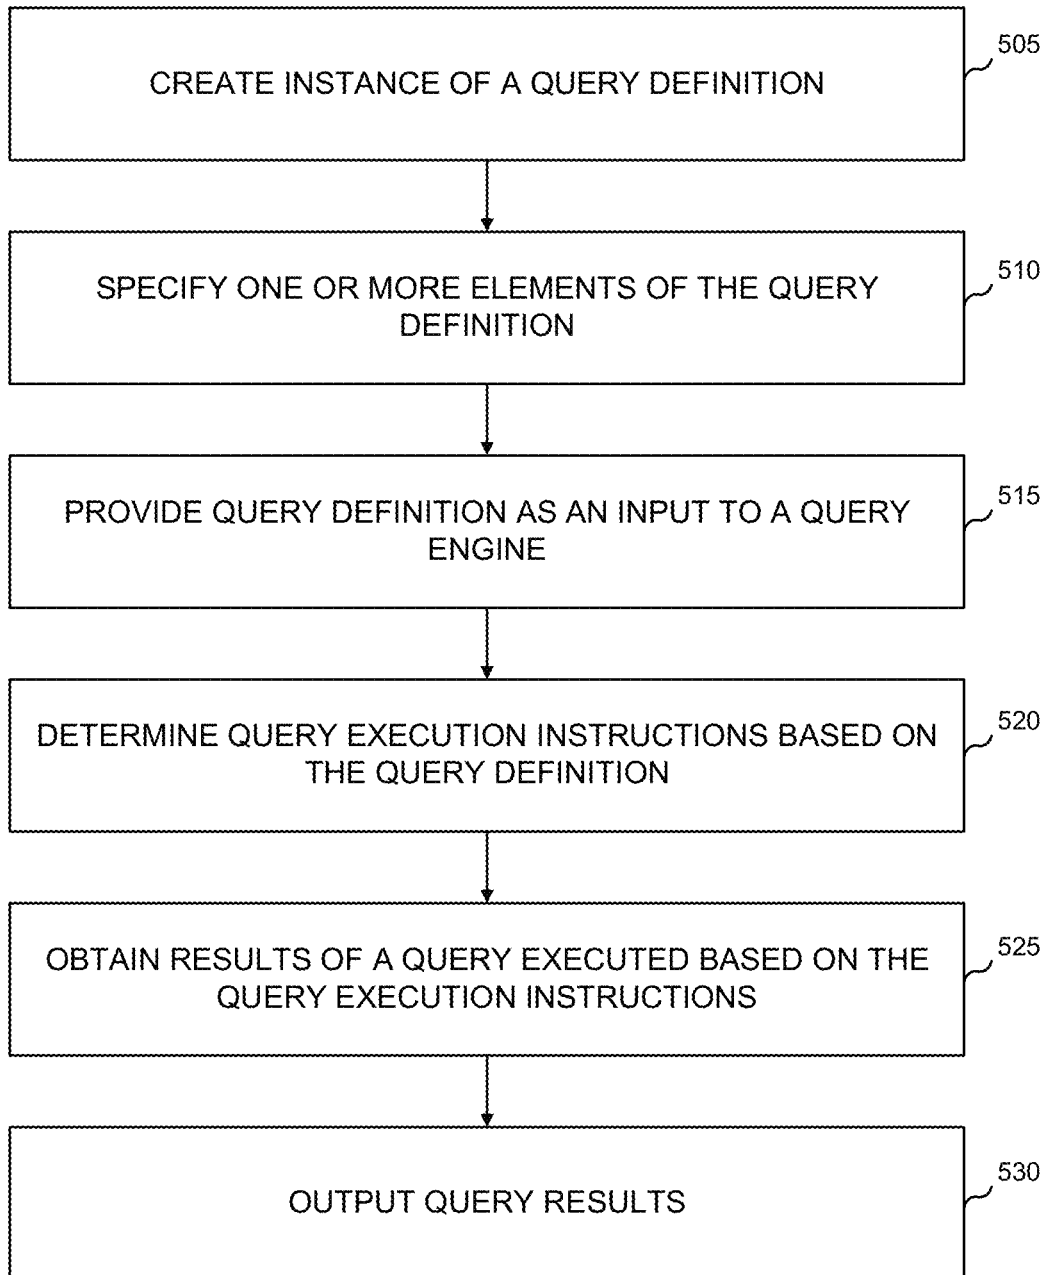 CREATE INSTANCE OF A QUERY DEFINITION
505
SPECIFY ONE OR MORE ELEMENTS OF THE QUERY
DEFINITION
510
PROVIDE QUERY DEFINITION AS AN INPUT TO A QUERY
ENGINE
515
DETERMINE QUERY EXECUTION INSTRUCTIONS BASED ON
THE QUERY DEFINITION
520
OBTAIN RESULTS OF A QUERY EXECUTED BASED ON THE
QUERY EXECUTION INSTRUCTIONS
525
OUTPUT QUERY RESULTS
530